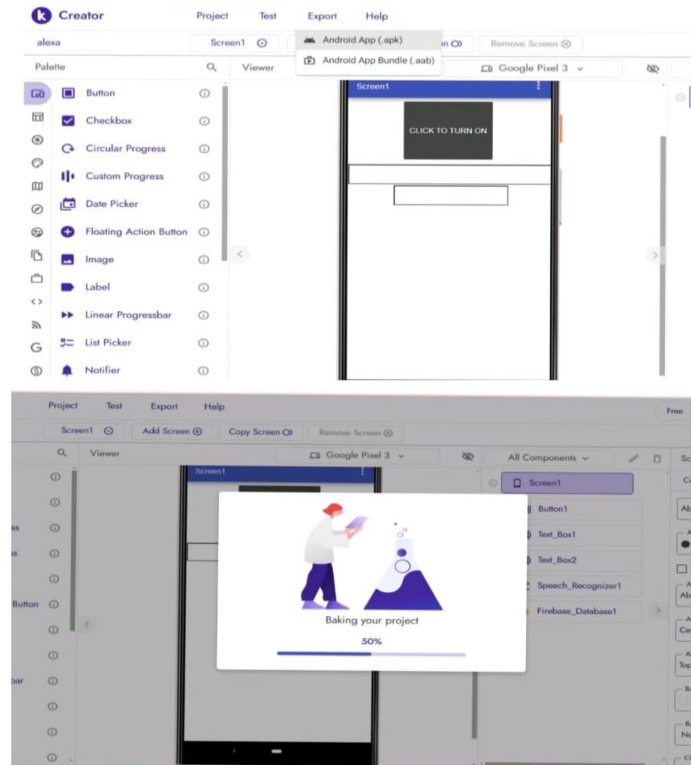 Creator Project Test Export Help
alexa Screen1 Android App (.apk) Remove Screen
Android App Bundle (.aab)
Palette Viewer Google Pixel 3
Screen1
Button
CLICK TO TURN ON
Checkbox
Circular Progress
Custom Progress
Date Picker
Floating Action Button
Image
Label
Linear Progressbar
List Picker
Notifier
Project Test Export Help Free
Screen1 Add Screen Copy Screen Remove Screen
Viewer Google Pixel 3 All Components
Screen1 Screen1
Button1
Text_Box1
Text_Box2
Button Speech_Recognizer1
Firebase_Database1
Baking your project
50%